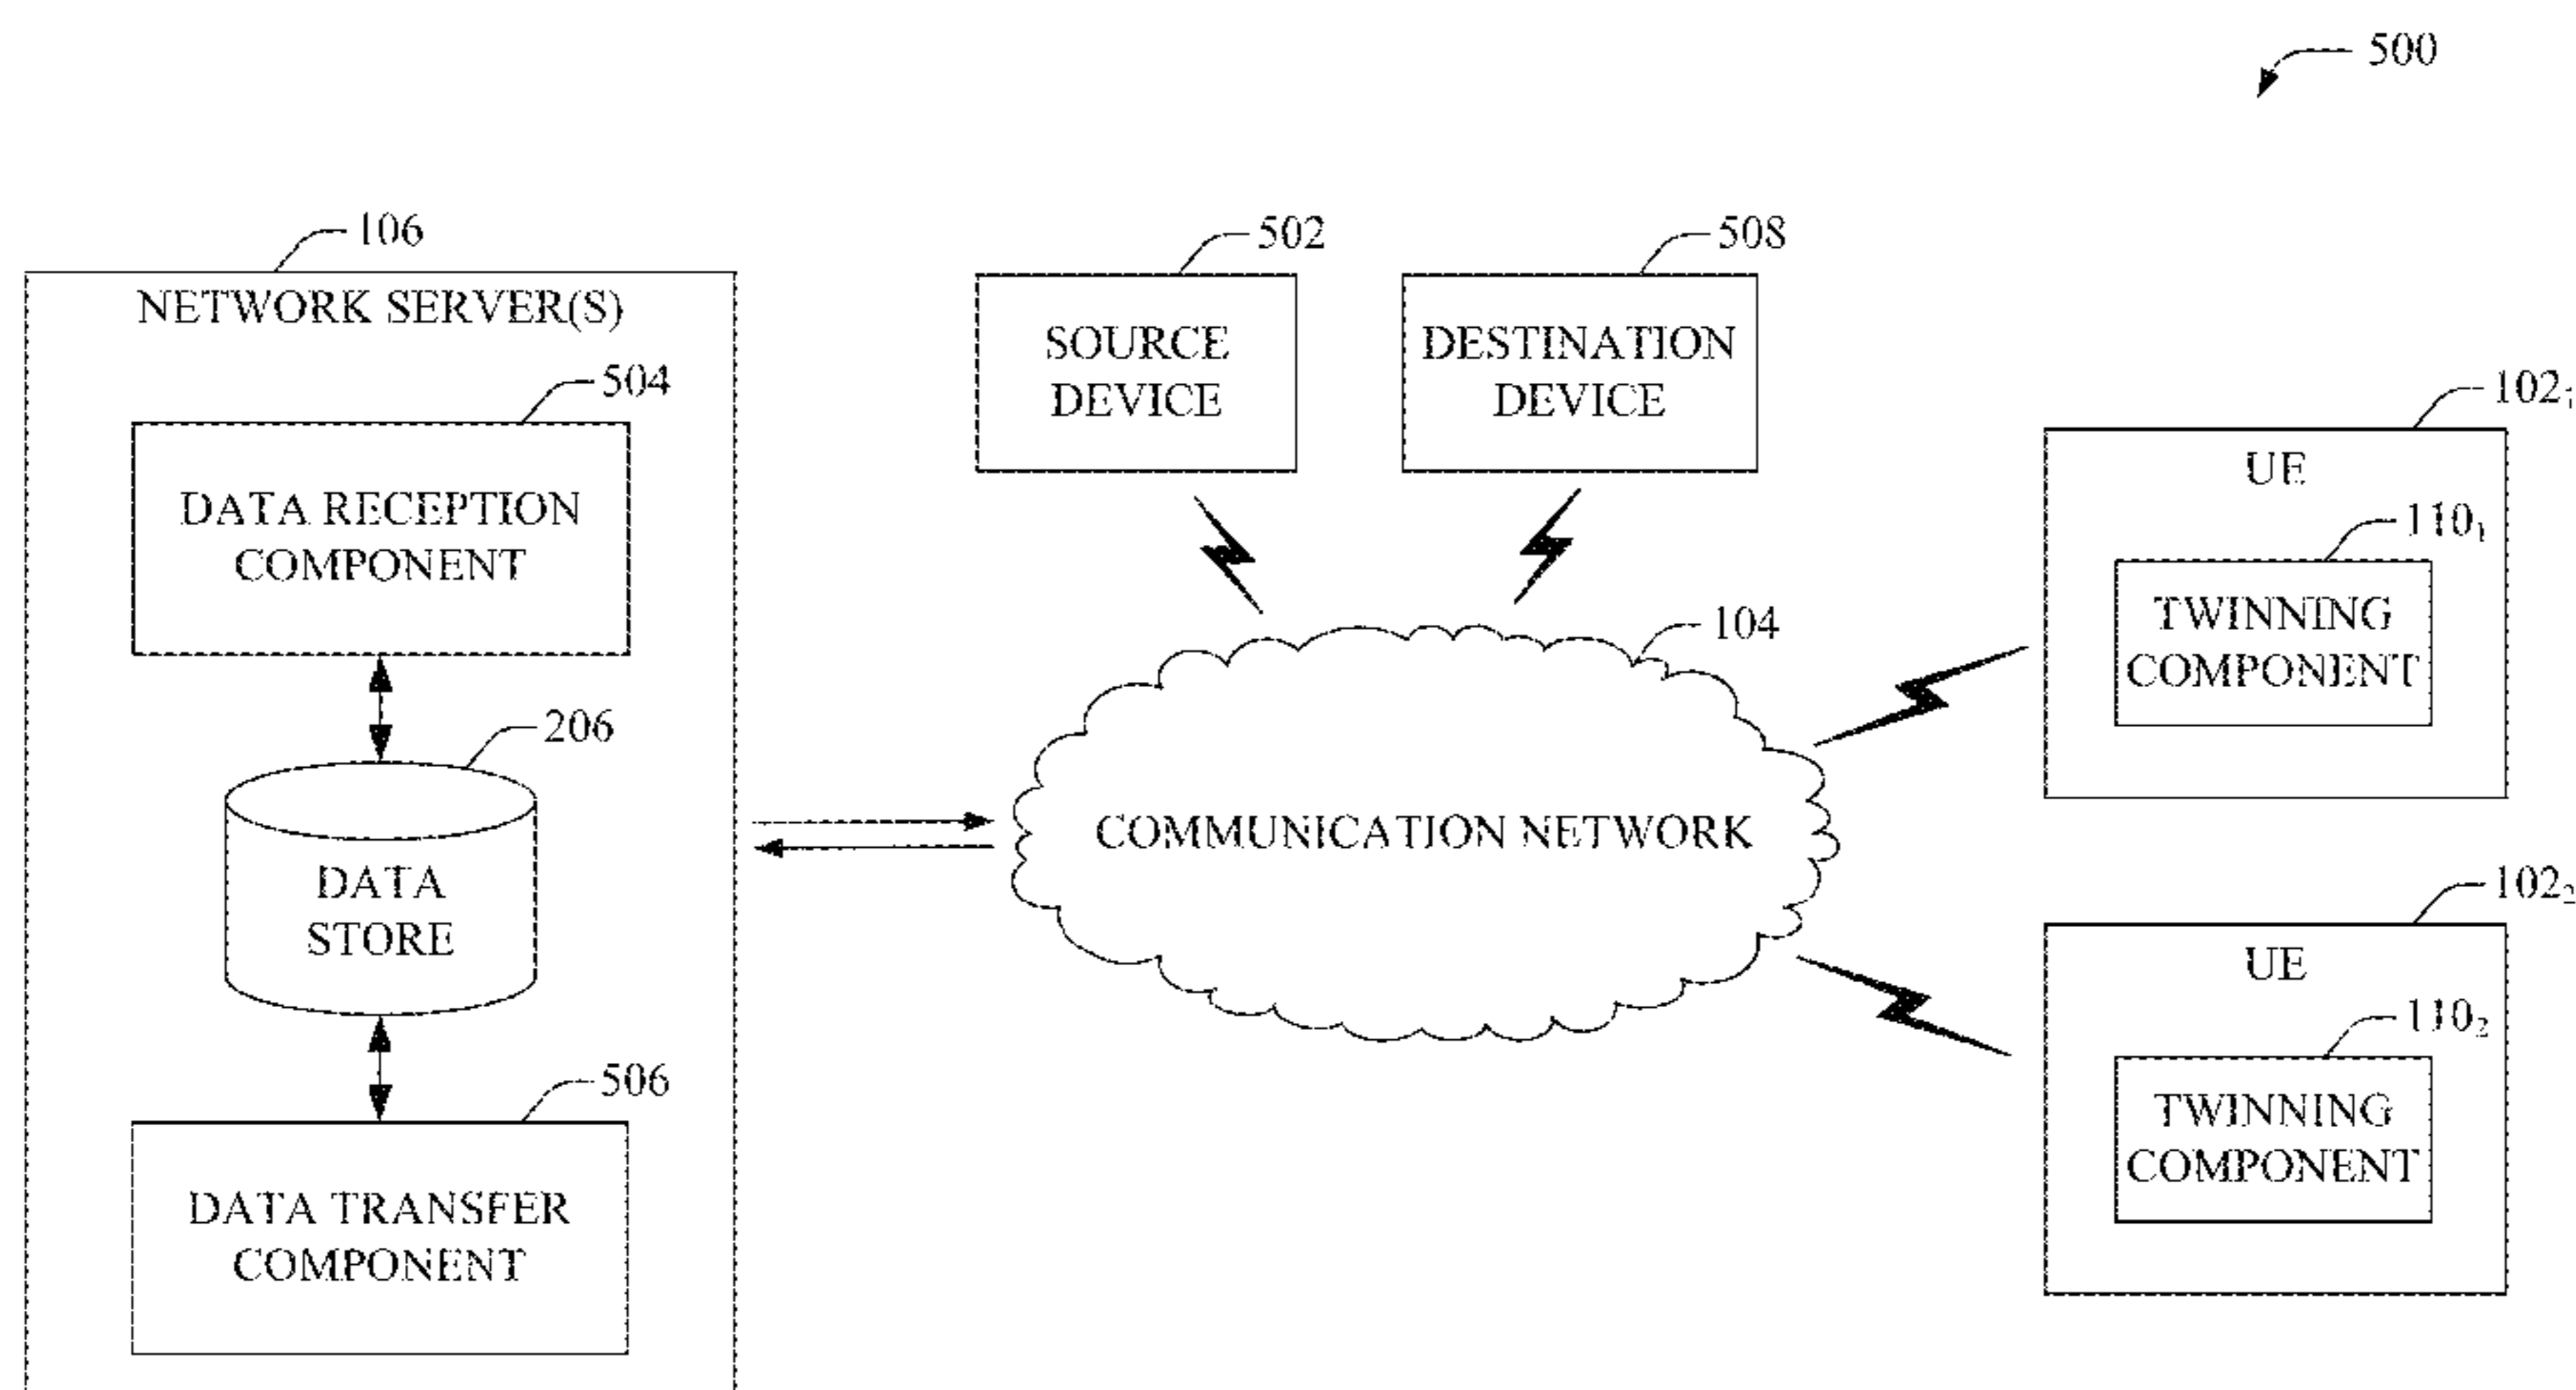 500
106
NETWORK SERVER(S)
504
DATA RECEPTION
COMPONENT
206
DATA
STORE
506
DATA TRANSFER
COMPONENT
502
SOURCE
DEVICE
508
DESTINATION
DEVICE
104
COMMUNICATION NETWORK
102₁
UE
110₁
TWINNING
COMPONENT
102₂
UE
110₂
TWINNING
COMPONENT